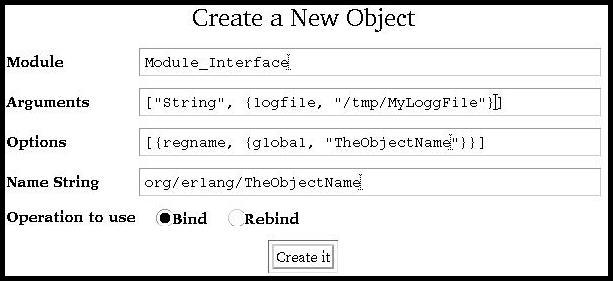 Create a New Object
Module Module_Interface
Arguments ["String", {logfile, "/tmp/MyLoggFile"}]
Options [{regname, {global, "TheObjectName"}}]
Name String org/erlang/TheObjectName
Operation to use Bind Rebind
Create it